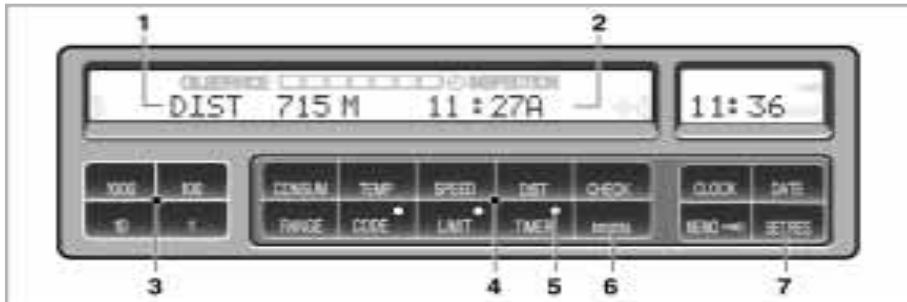 1 2
INSPECTION
DIST 715 M 11:27A 11:36
1000 100 CONSUM TEMP SPEED DIST CHECK CLOCK DATE
10 1 RANGE CODE LIMIT TIMER MEMO SET/RES
3 4 5 6 7